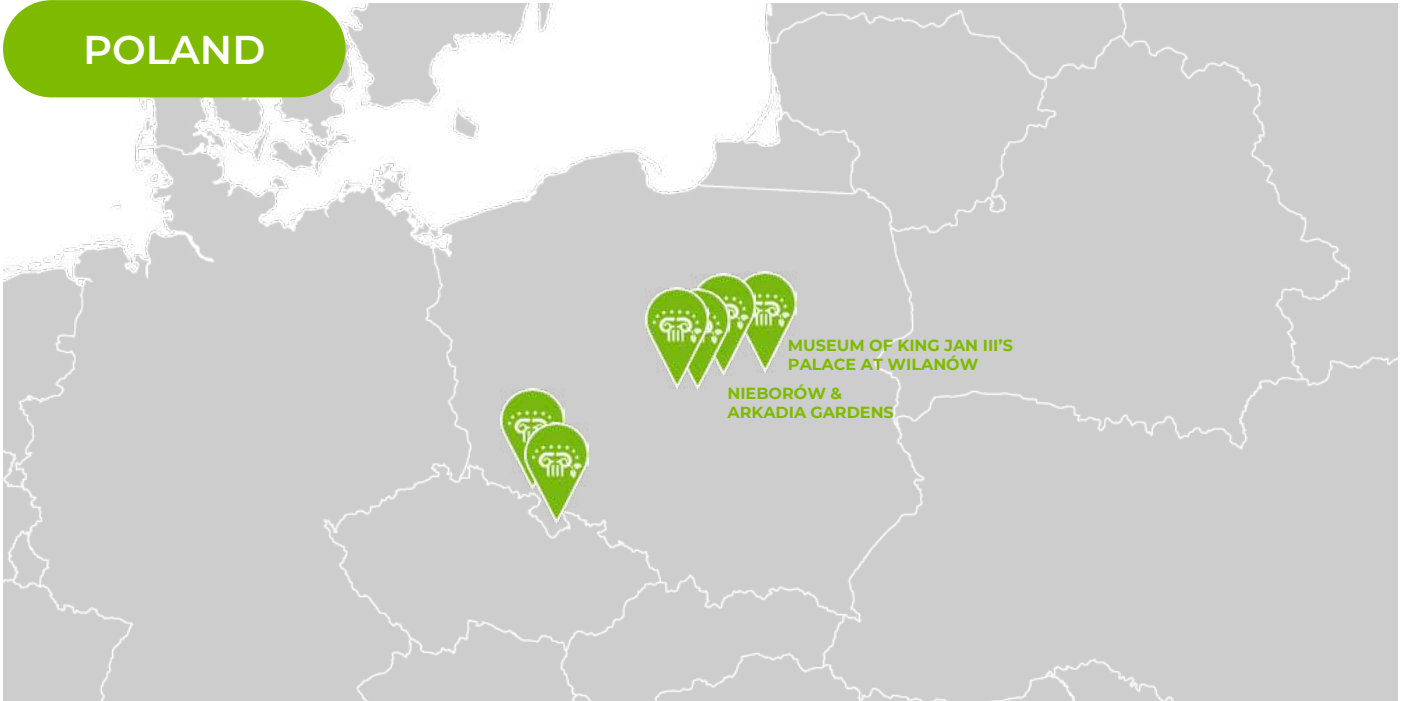 POLAND
MUSEUM OF KING JAN III'S
PALACE AT WILANÓW
NIEBORÓW &
ARKADIA GARDENS